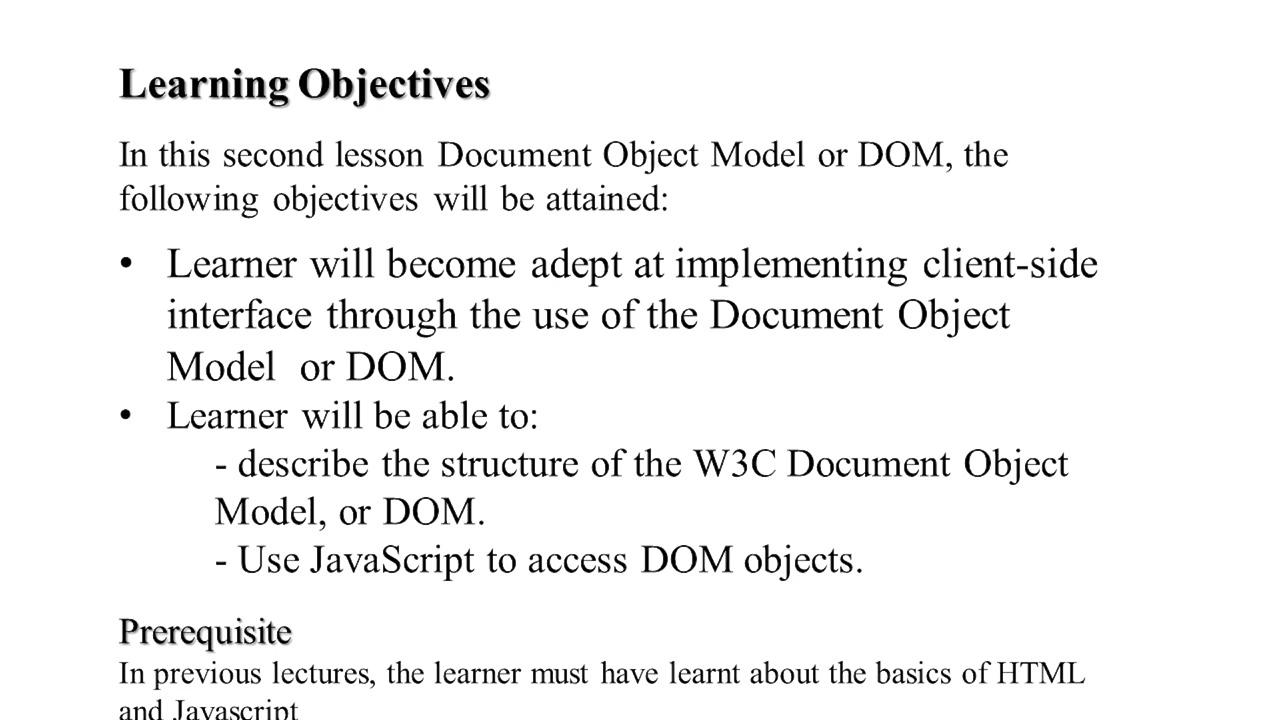 Learning Objectives
In this second lesson Document Object Model or DOM, the
following objectives will be attained:
• Learner will become adept at implementing client-side
interface through the use of the Document Object
Model or DOM.
• Learner will be able to:
- describe the structure of the W3C Document Object
Model, or DOM.
- Use JavaScript to access DOM objects.
Prerequisite
In previous lectures, the learner must have learnt about the basics of HTML
and Javascript